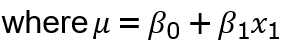 where μ = β₀ + β₁x₁